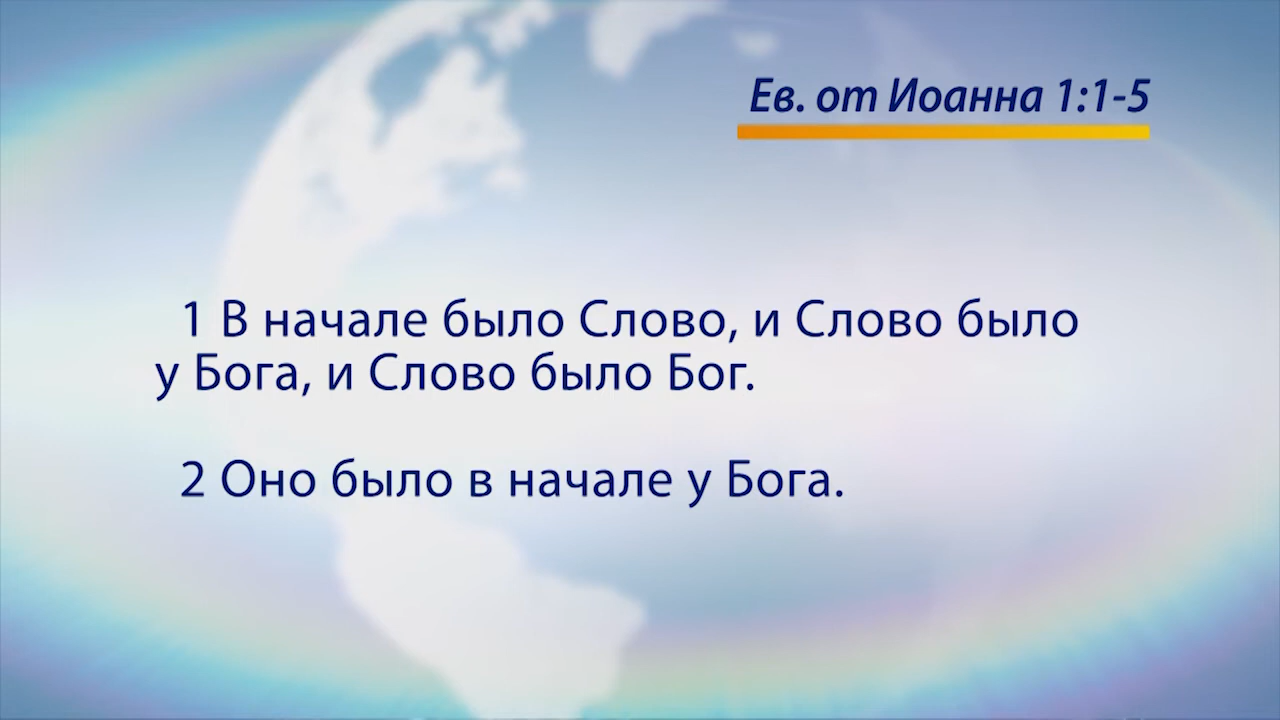 Ев. от Иоанна 1:1-5
1 В начале было Слово, и Слово было
у Бога, и Слово было Бог.
2 Оно было в начале у Бога.